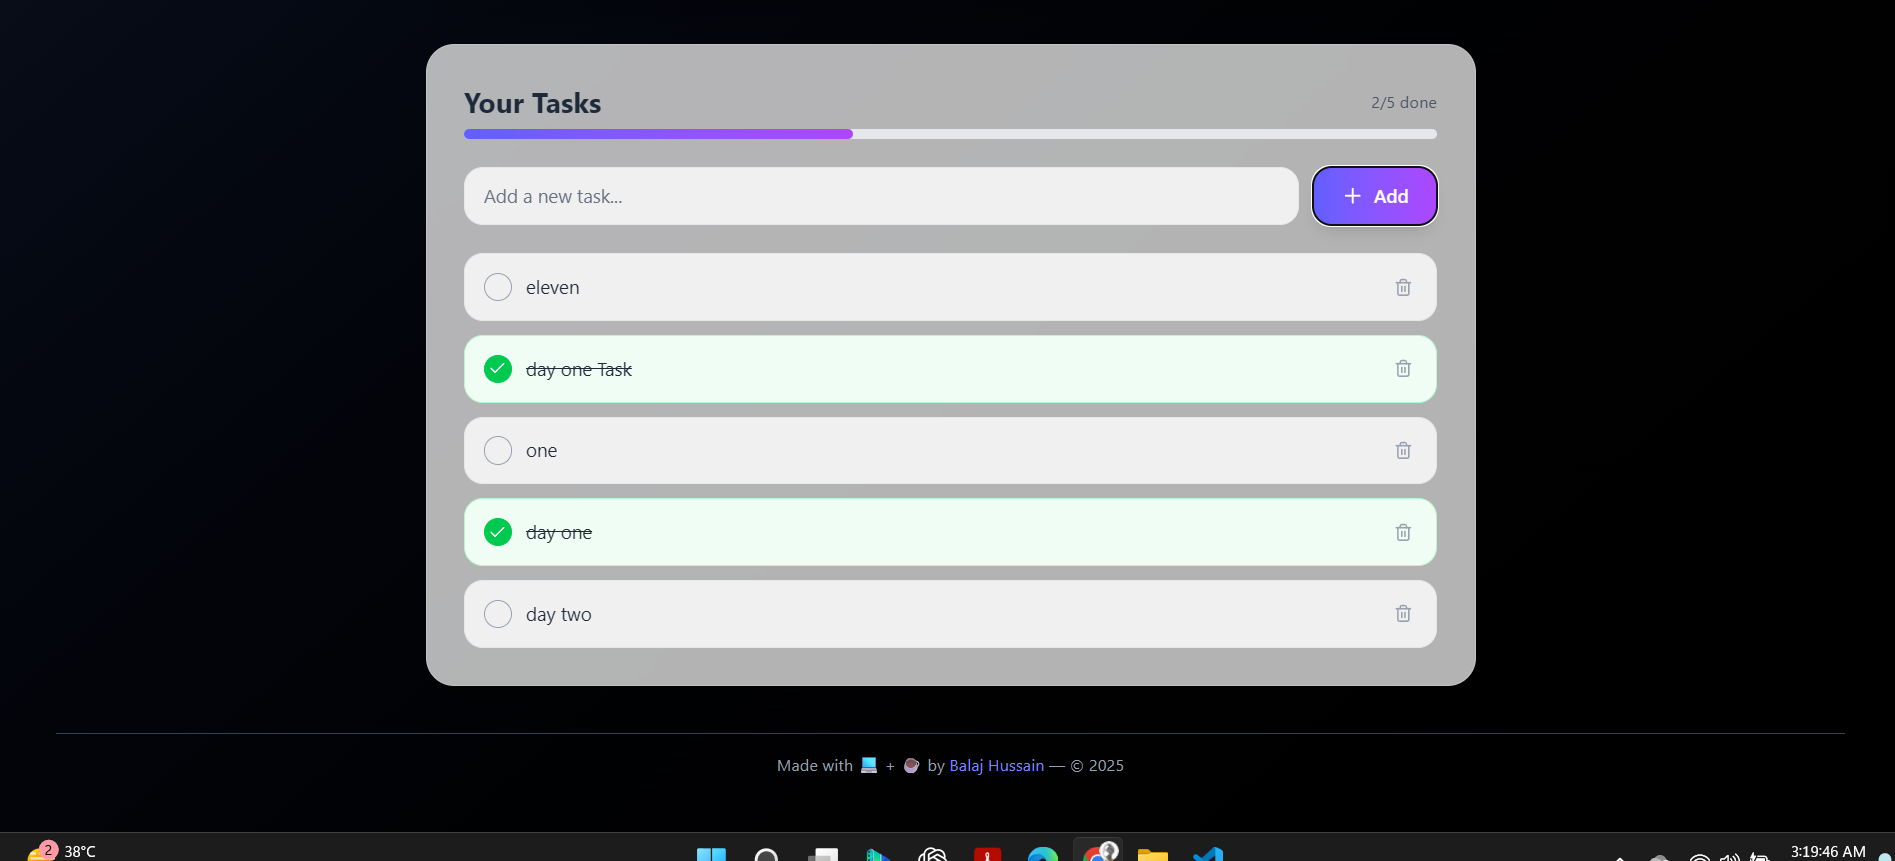 Your Tasks
2/5 done
Add a new task...
Add
eleven
day one Task
one
day one
day two
Made with 💻 + ☕ by Balaj Hussain — © 2025
2
38°C
3:19:46 AM